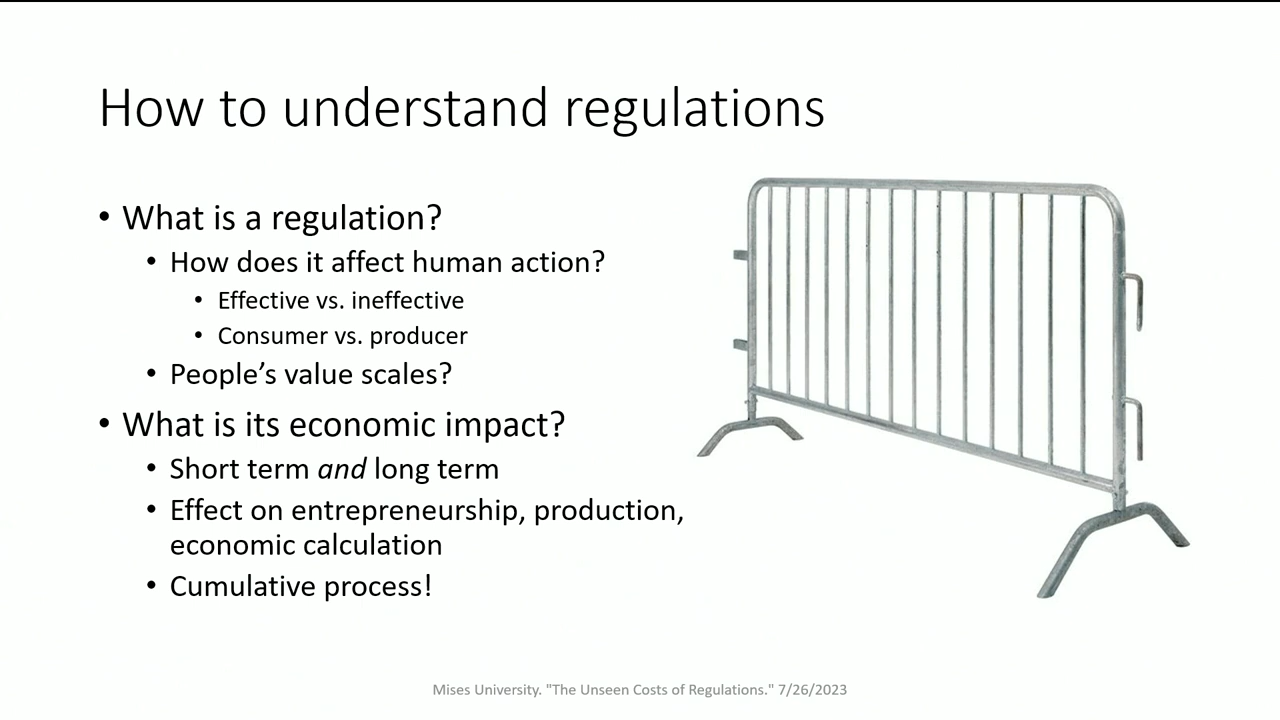 How to understand regulations
• What is a regulation?
• How does it affect human action?
• Effective vs. ineffective
• Consumer vs. producer
• People’s value scales?
• What is its economic impact?
• Short term and long term
• Effect on entrepreneurship, production,
economic calculation
• Cumulative process!
Mises University. "The Unseen Costs of Regulations." 7/26/2023